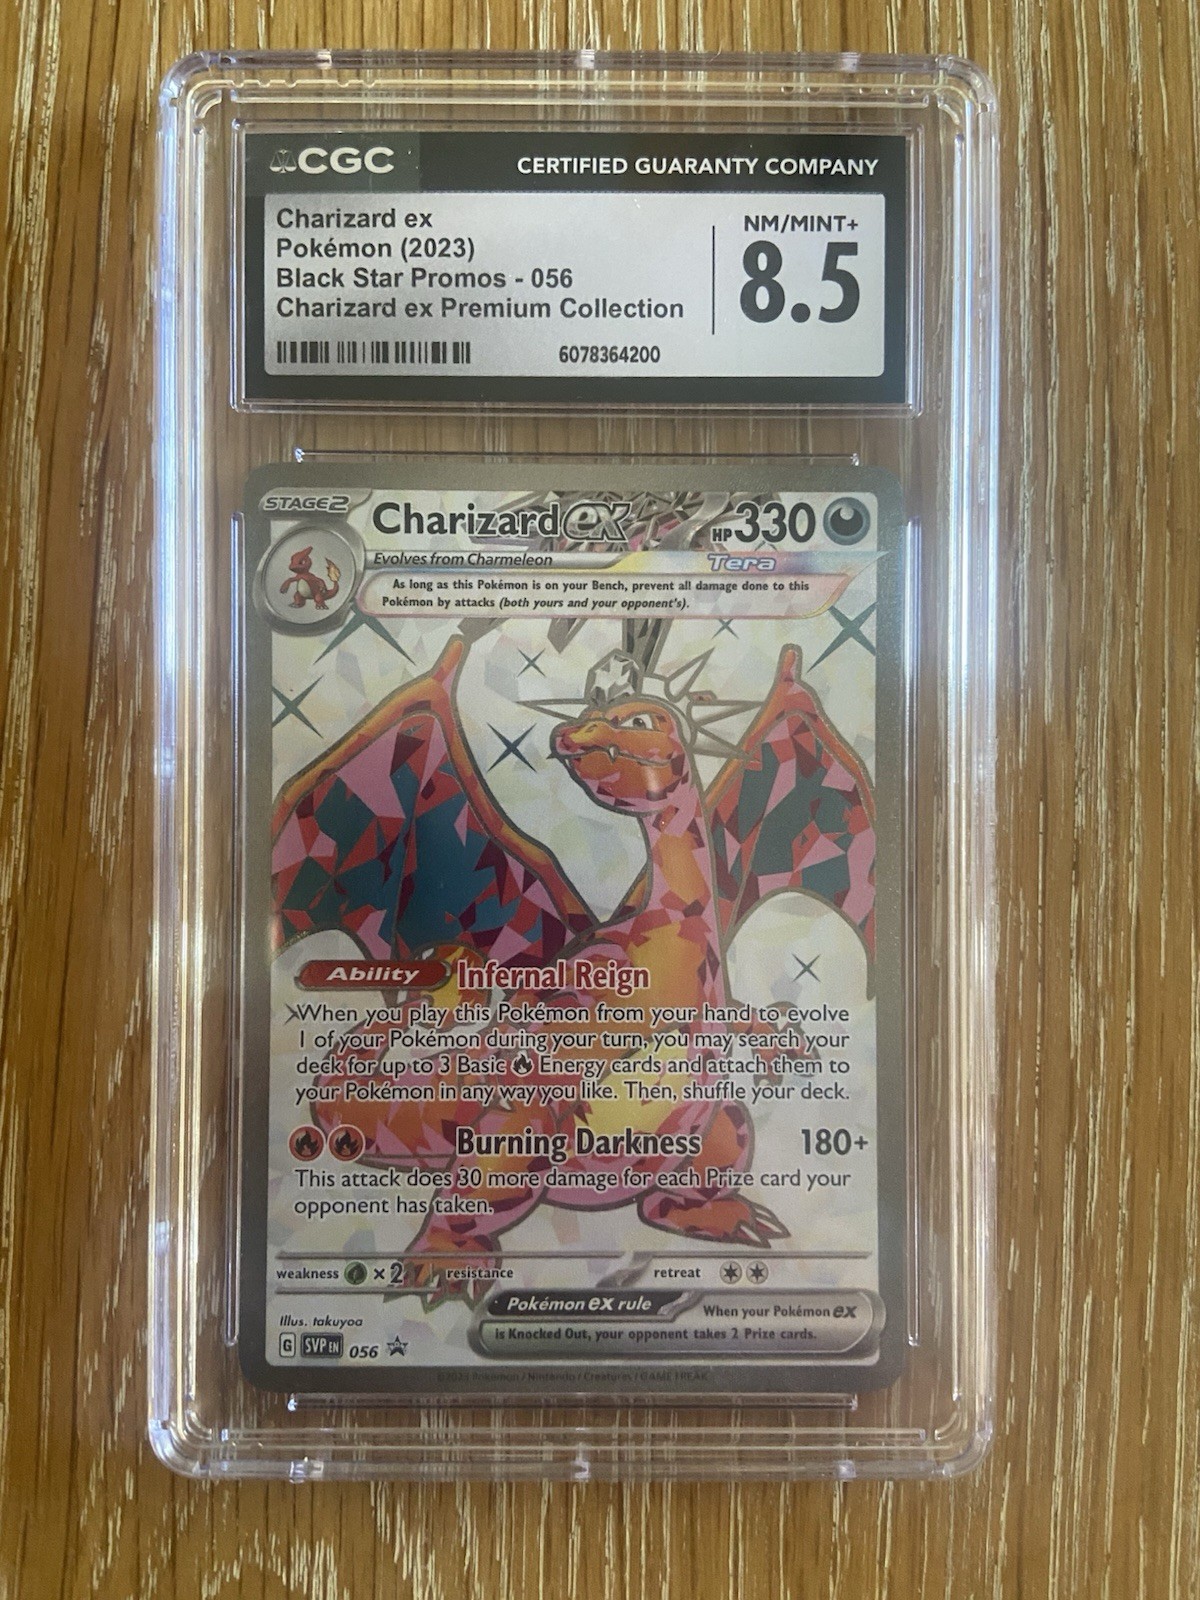 CGC
CERTIFIED GUARANTY COMPANY
Charizard ex
Pokémon (2023)
Black Star Promos - 056
Charizard ex Premium Collection
NM/MINT+
8.5
6078364200
STAGE2
Charizard ex
HP 330
Evolves from Charmeleon
Tera
As long as this Pokémon is on your Bench, prevent all damage done to this
Pokémon by attacks (both yours and your opponent's).
Ability Infernal Reign
When you play this Pokémon from your hand to evolve
1 of your Pokémon during your turn, you may search your
deck for up to 3 Basic Energy cards and attach them to
your Pokémon in any way you like. Then, shuffle your deck.
Burning Darkness 180+
This attack does 30 more damage for each Prize card your
opponent has taken.
weakness ×2 resistance retreat
Pokémon ex rule When your Pokémon ex
is Knocked Out, your opponent takes 2 Prize cards.
Illus. takuyoa
G SVP EN 056
©2023 Pokémon / Nintendo / Creatures / GAME FREAK